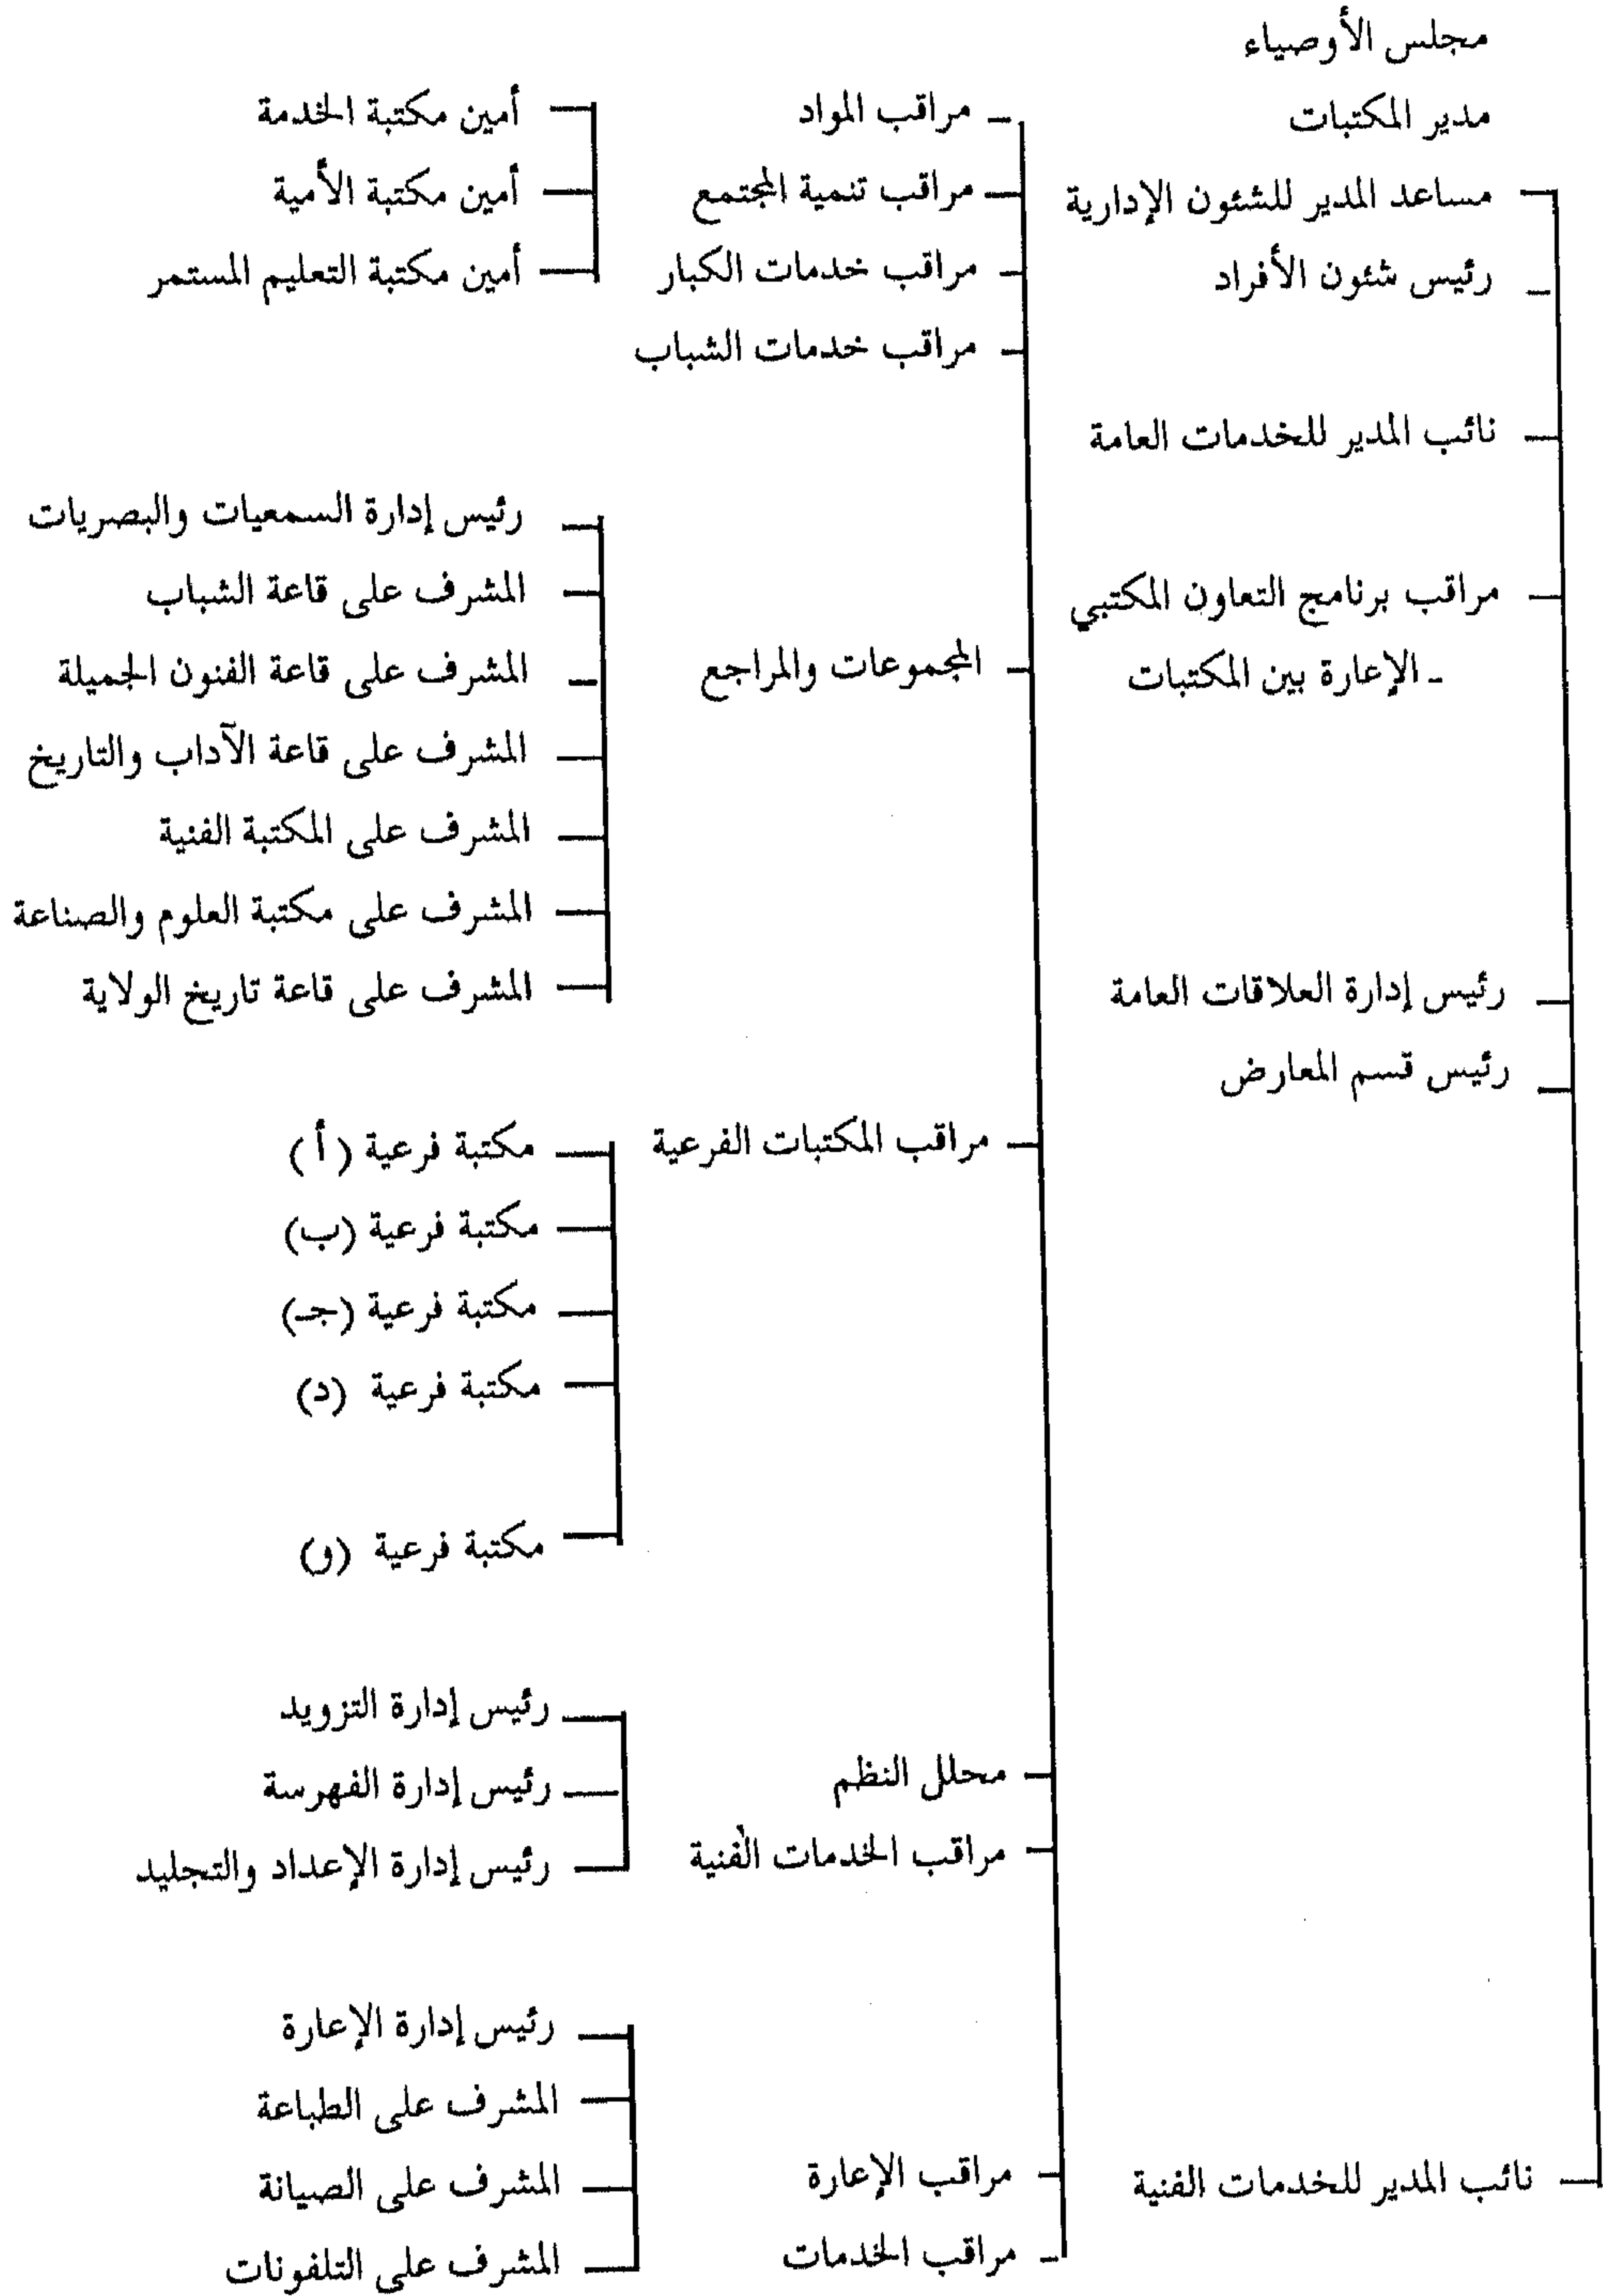 مجلس الأوصياء
مدير المكتبات
مساعد المدير للشئون الإدارية
رئيس شئون الأفراد
نائب المدير للخدمات العامة
مراقب برنامج التعاون المكتبي
- الإعارة بين المكتبات
رئيس إدارة العلاقات العامة
رئيس قسم المعارض
نائب المدير للخدمات الفنية
مراقب المواد
مراقب تنمية المجتمع
مراقب خدمات الكبار
مراقب خدمات الشباب
المجموعات والمراجع
مراقب المكتبات الفرعية
محلل النظم
مراقب الخدمات الفنية
مراقب الإعارة
مراقب الخدمات
أمين مكتبة الخدمة
أمين مكتبة الأمية
أمين مكتبة التعليم المستمر
رئيس إدارة السمعيات والبصريات
المشرف على قاعة الشباب
المشرف على قاعة الفنون الجميلة
المشرف على قاعة الآداب والتاريخ
المشرف على المكتبة الفنية
المشرف على مكتبة العلوم والصناعة
المشرف على قاعة تاريخ الولاية
مكتبة فرعية (أ)
مكتبة فرعية (ب)
مكتبة فرعية (جـ)
مكتبة فرعية (د)
مكتبة فرعية (و)
رئيس إدارة التزويد
رئيس إدارة الفهرسة
رئيس إدارة الإعداد والتجليد
رئيس إدارة الإعارة
المشرف على الطباعة
المشرف على الصيانة
المشرف على التلفونات